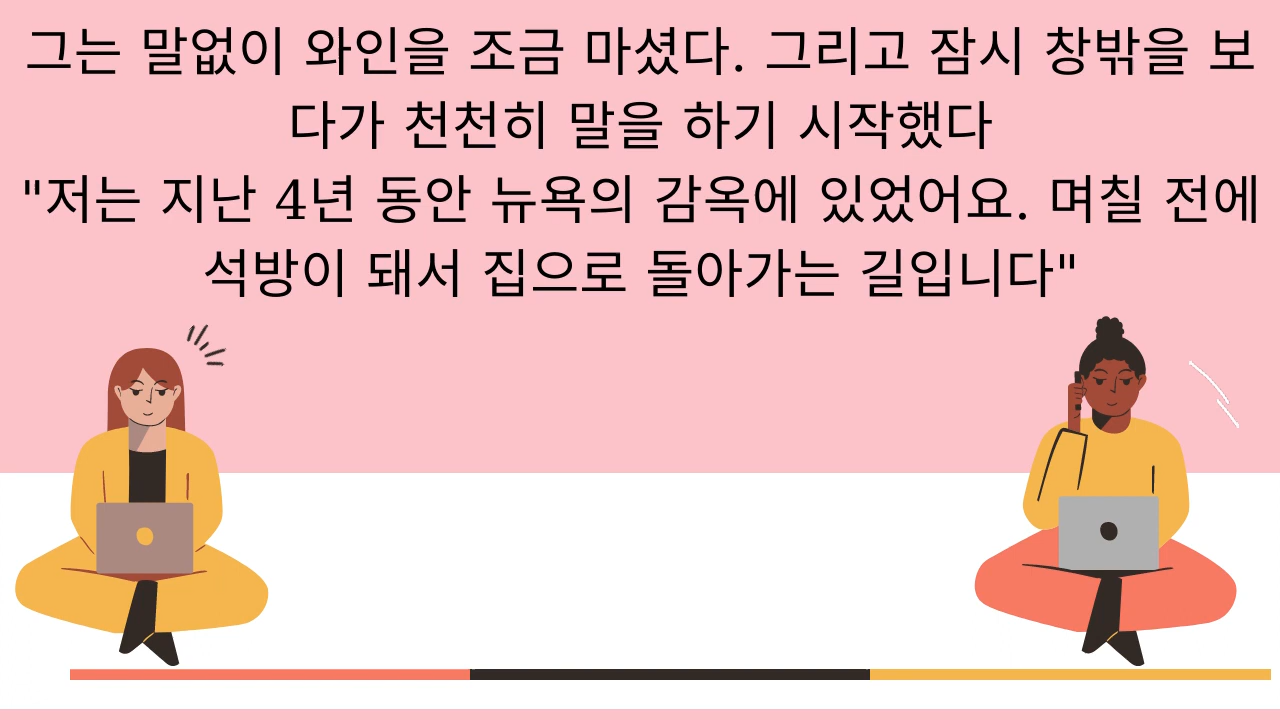 그는 말없이 와인을 조금 마셨다. 그리고 잠시 창밖을 보
다가 천천히 말을 하기 시작했다
"저는 지난 4년 동안 뉴욕의 감옥에 있었어요. 며칠 전에
석방이 돼서 집으로 돌아가는 길입니다"